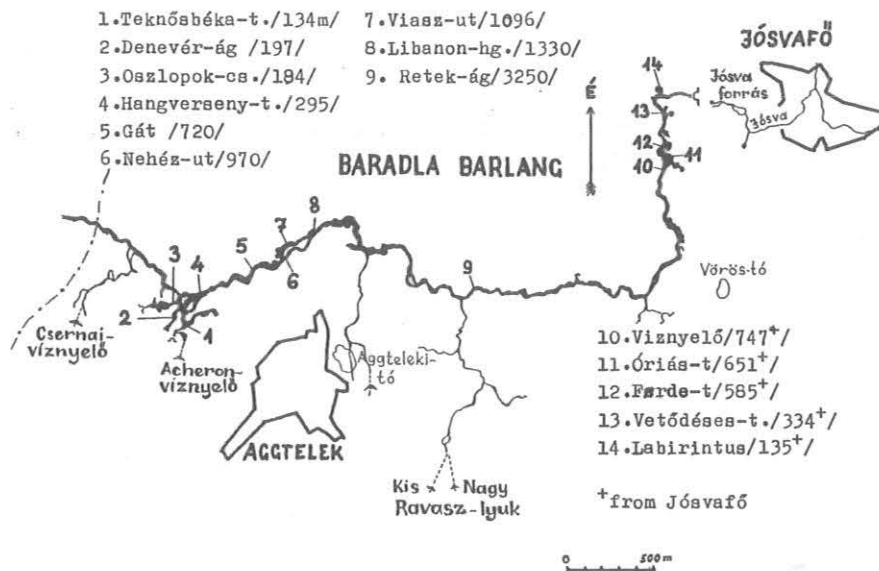 1.Teknősbéka-t./134m/
2.Denevér-ág /197/
3.Oszlopok-cs./184/
4.Hangverseny-t./295/
5.Gát /720/
6.Nehéz-ut/970/
7.Viasz-ut/1096/
8.Libanon-hg./1330/
9. Retek-ág/3250/
JÓSVAFŐ
Jósva
forrás
Jósva
É
BARADLA BARLANG
14
13
12
11
10
8
7
5
6
3
4
2
1
9
Vörös-tó
Csernai-
víznyelő
Acheron-
víznyelő
Aggteleki-
tó
AGGTELEK
Kis
Nagy
Ravasz-lyuk
10.Viznyelő/747+/
11.Óriás-t/651+/
12.Fürde-t/585+/
13.Vetődéses-t./334+/
14.Labirintus/135+/
+from Jósvafő
0 500m